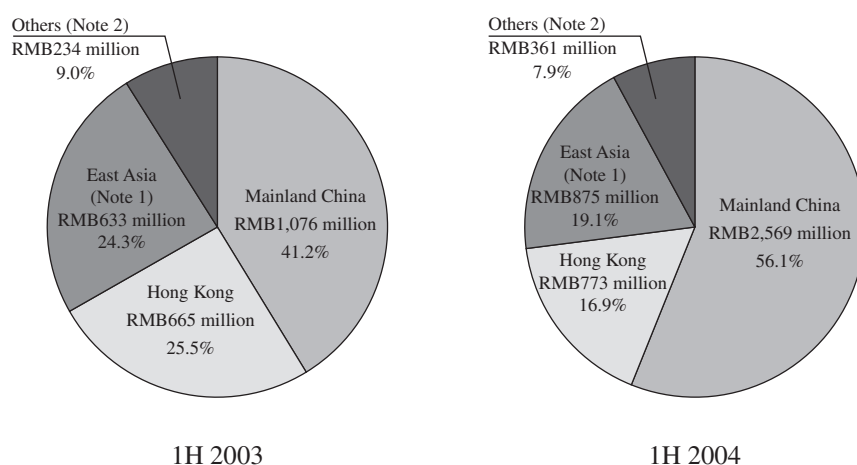 Others (Note 2)
RMB234 million
9.0%
East Asia
(Note 1)
RMB633 million
24.3%
Mainland China
RMB1,076 million
41.2%
Hong Kong
RMB665 million
25.5%
1H 2003
Others (Note 2)
RMB361 million
7.9%
East Asia
(Note 1)
RMB875 million
19.1%
Mainland China
RMB2,569 million
56.1%
Hong Kong
RMB773 million
16.9%
1H 2004